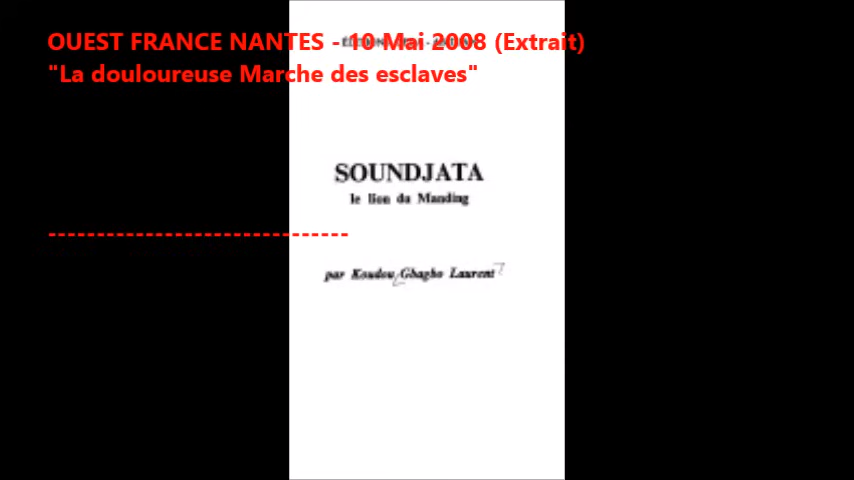 OUEST FRANCE NANTES - 10 Mai 2008 (Extrait)
"La douloureuse Marche des esclaves"
SOUNDJATA
le lion du Manding
-------------------------------
par Koudou Gbagbo Laurent